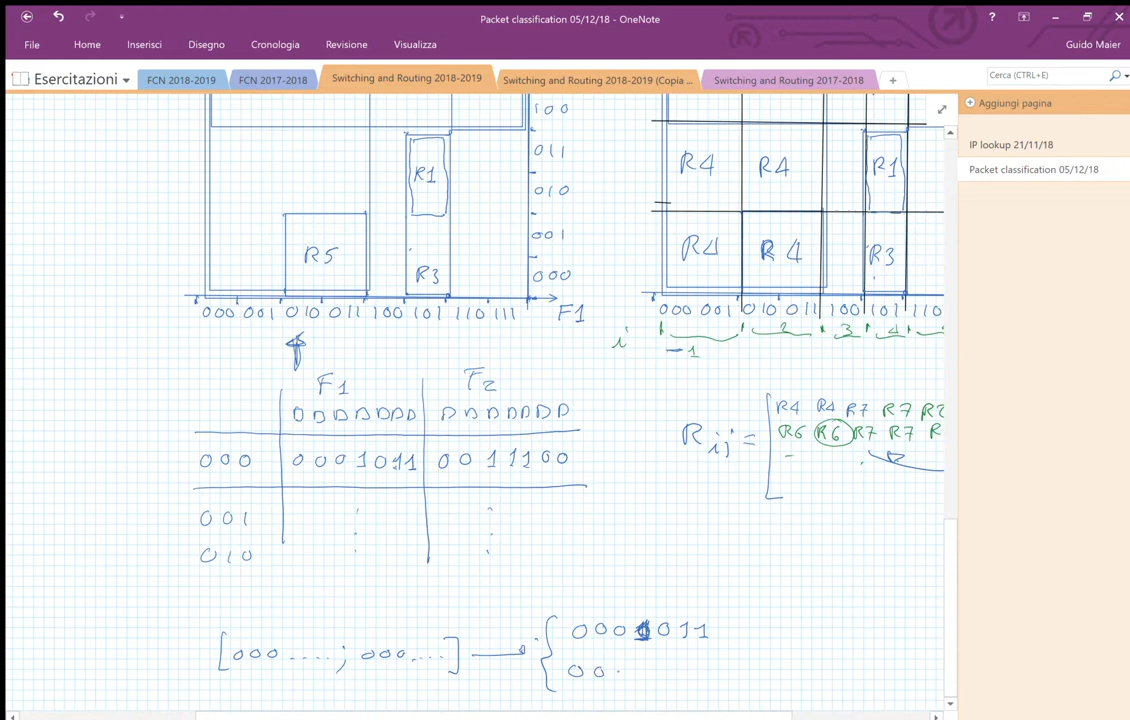 Packet classification 05/12/18 - OneNote
?
File Home Inserisci Disegno Cronologia Revisione Visualizza Guido Maier
Esercitazioni FCN 2018-2019 FCN 2017-2018 Switching and Routing 2018-2019 Switching and Routing 2018-2019 (Copia ... Switching and Routing 2017-2018 +
Cerca (CTRL+E)
Aggiungi pagina
IP lookup 21/11/18
Packet classification 05/12/18
100
011
R1
010
001
R5
R3
000
000 001 010 011 100 101 110 111 F1
R4 R4 R1
R4 R4 R3
000 001 010 011 100 101 110
i 1 2 3 4
F1 F2
D D D D D D D D D D D D D D
000 0001011 0011100
001
010
Rij = R4 R4 R7 R7 R2
R6 R6 R7 R7 R
[000 ....; 000....] → { 0001011
00